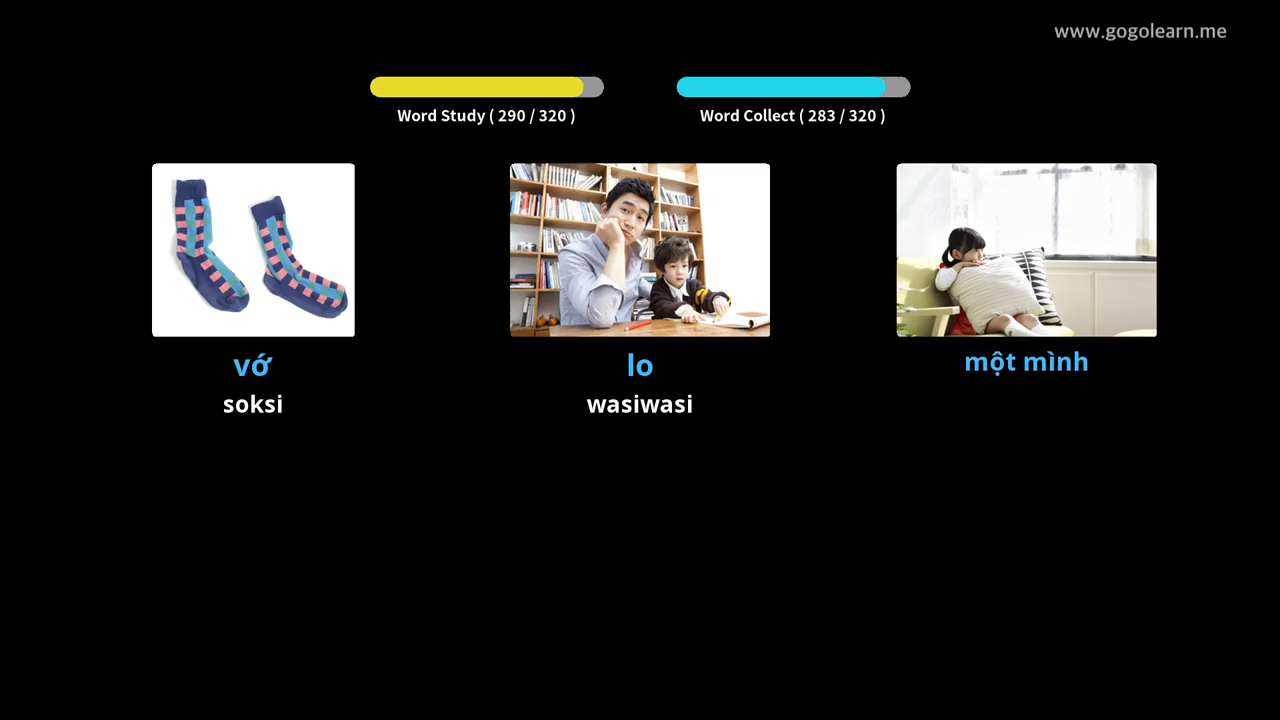 www.gogolearn.me
Word Study ( 290 / 320 )
Word Collect ( 283 / 320 )
vớ
soksi
lo
wasiwasi
một mình